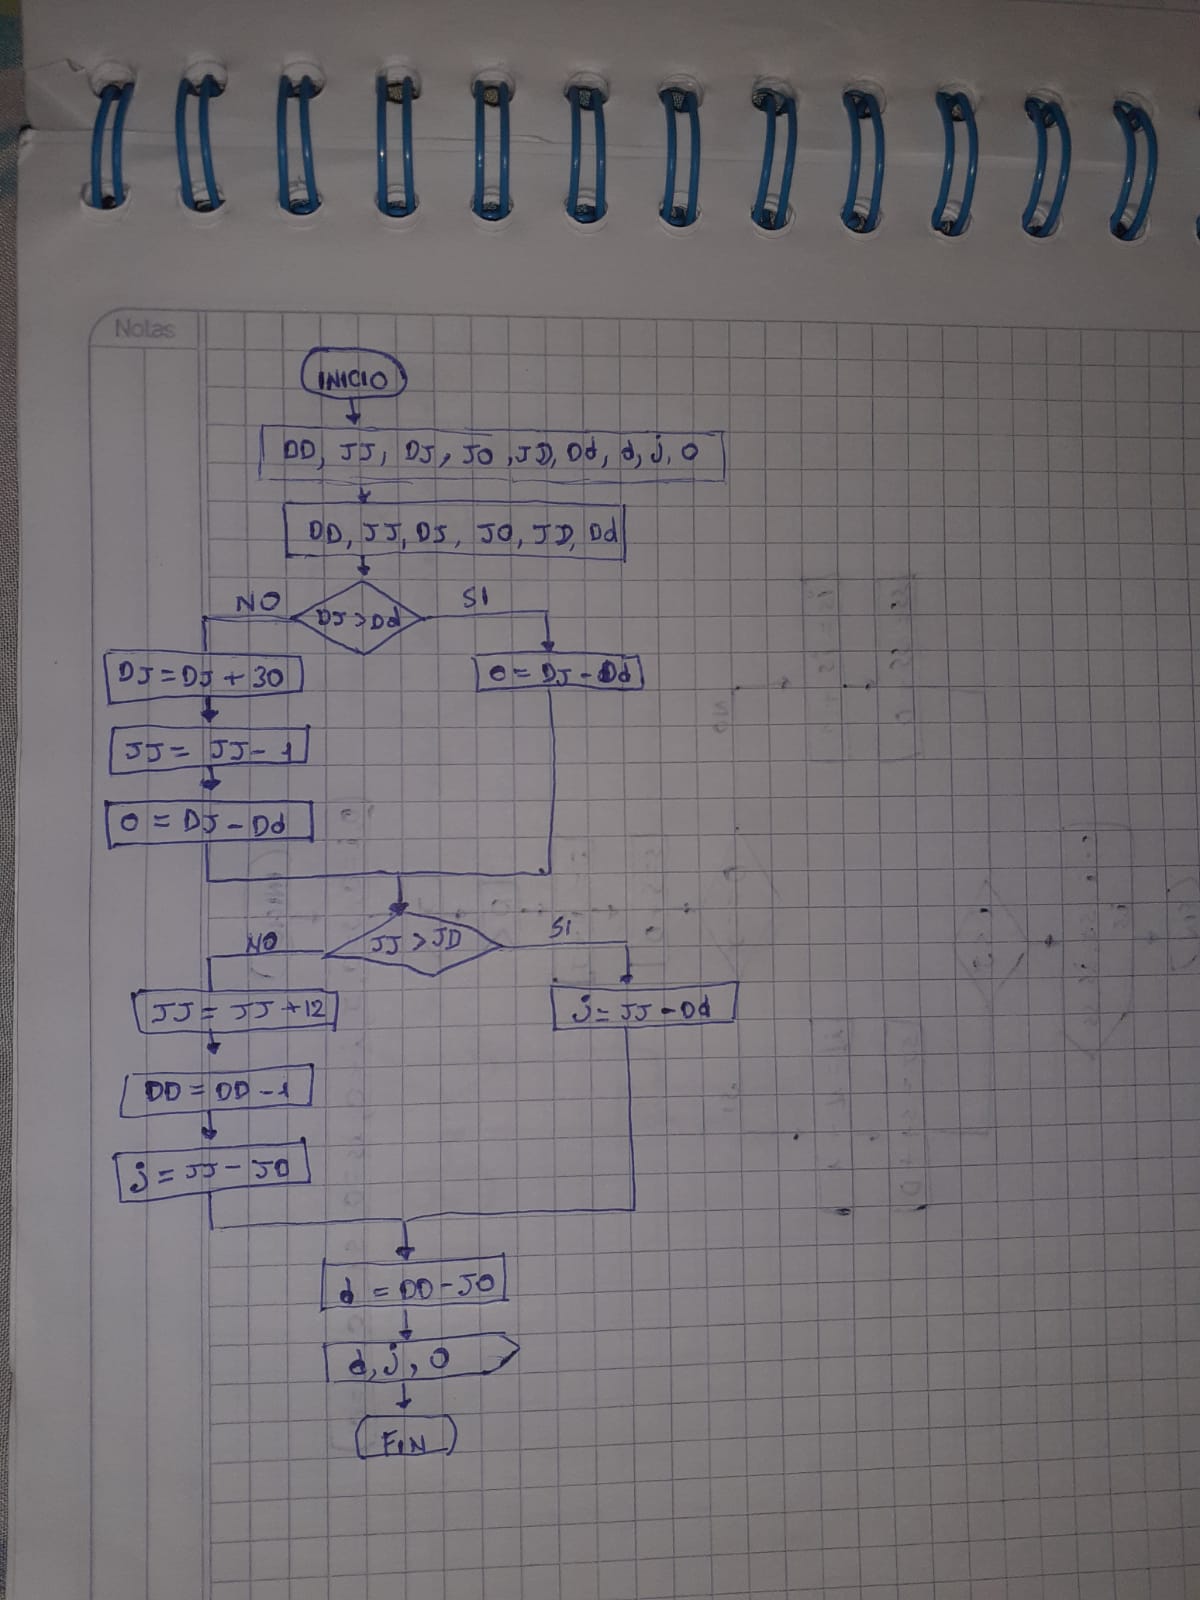 Notas
INICIO
DD, JJ, DJ, JO, JD, Dd, d, j, O
DD, JJ, DJ, JO, JD, Dd
NO DJ>Dd SI
DJ=DJ+30 O=DJ-Dd
JJ= JJ-1
O = DJ-Dd
NO JJ>JD SI
JJ= JJ+12 j=JJ-Dd
DD=DD-1
j=JJ-JD
d =DD-JO
d, j, O
FIN